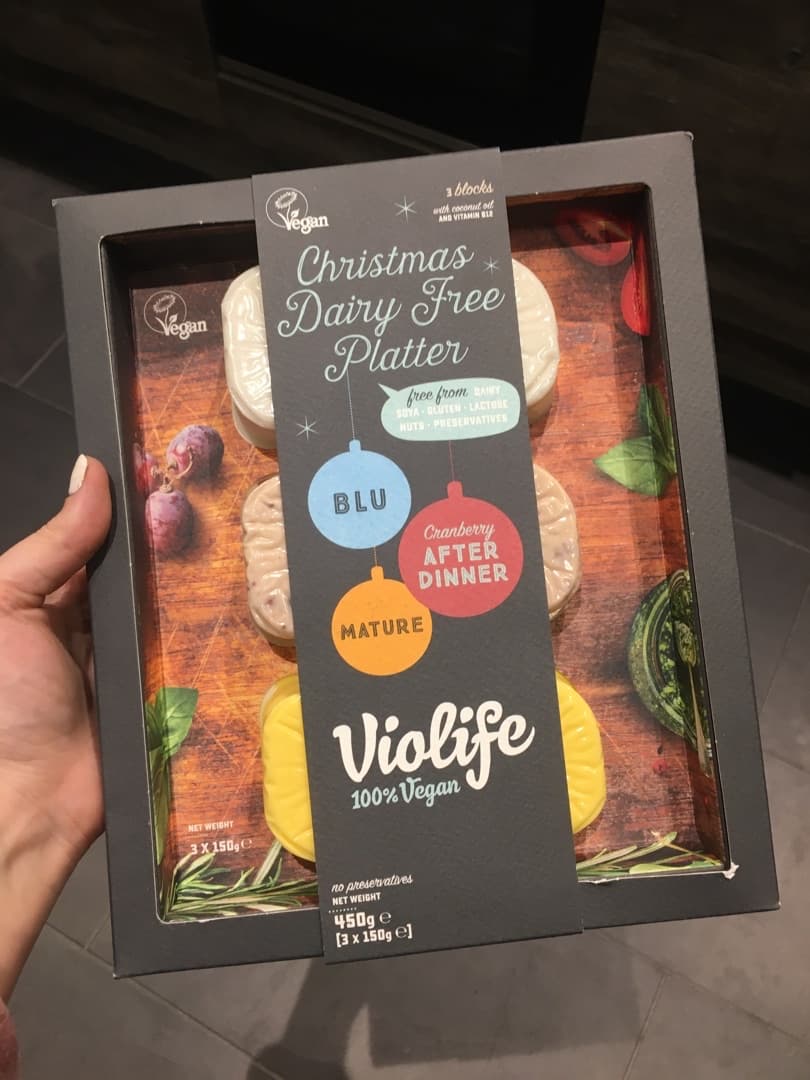 Vegan
3 blocks
with coconut oil
AND VITAMIN B12
Christmas
Dairy Free
Platter
Vegan
free from DAIRY
SOYA · GLUTEN · LACTOSE
NUTS · PRESERVATIVES
BLU
Cranberry
AFTER
DINNER
MATURE
Violife
100% Vegan
NET WEIGHT
3 X 150g ℮
no preservatives
NET WEIGHT
450g ℮
[3 x 150g ℮]